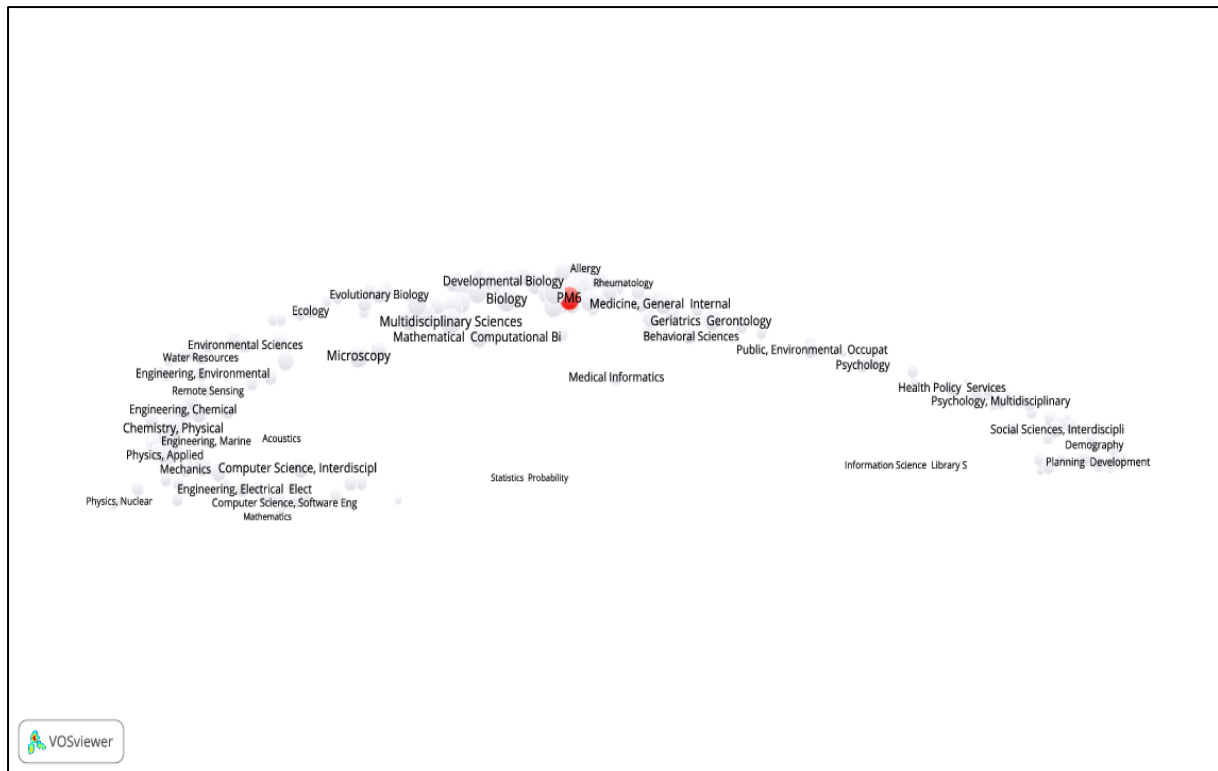 Allergy
Developmental Biology
Rheumatology
Evolutionary Biology
Biology
PM6
Medicine, General Internal
Ecology
Multidisciplinary Sciences
Geriatrics Gerontology
Mathematical Computational Bi
Behavioral Sciences
Environmental Sciences
Public, Environmental Occupat
Water Resources
Microscopy
Psychology
Engineering, Environmental
Medical Informatics
Remote Sensing
Health Policy Services
Psychology, Multidisciplinary
Engineering, Chemical
Chemistry, Physical
Social Sciences, Interdiscipli
Engineering, Marine
Acoustics
Demography
Physics, Applied
Mechanics
Computer Science, Interdiscipl
Information Science Library S
Planning Development
Statistics Probability
Engineering, Electrical Elect
Physics, Nuclear
Computer Science, Software Eng
Mathematics
VOSviewer